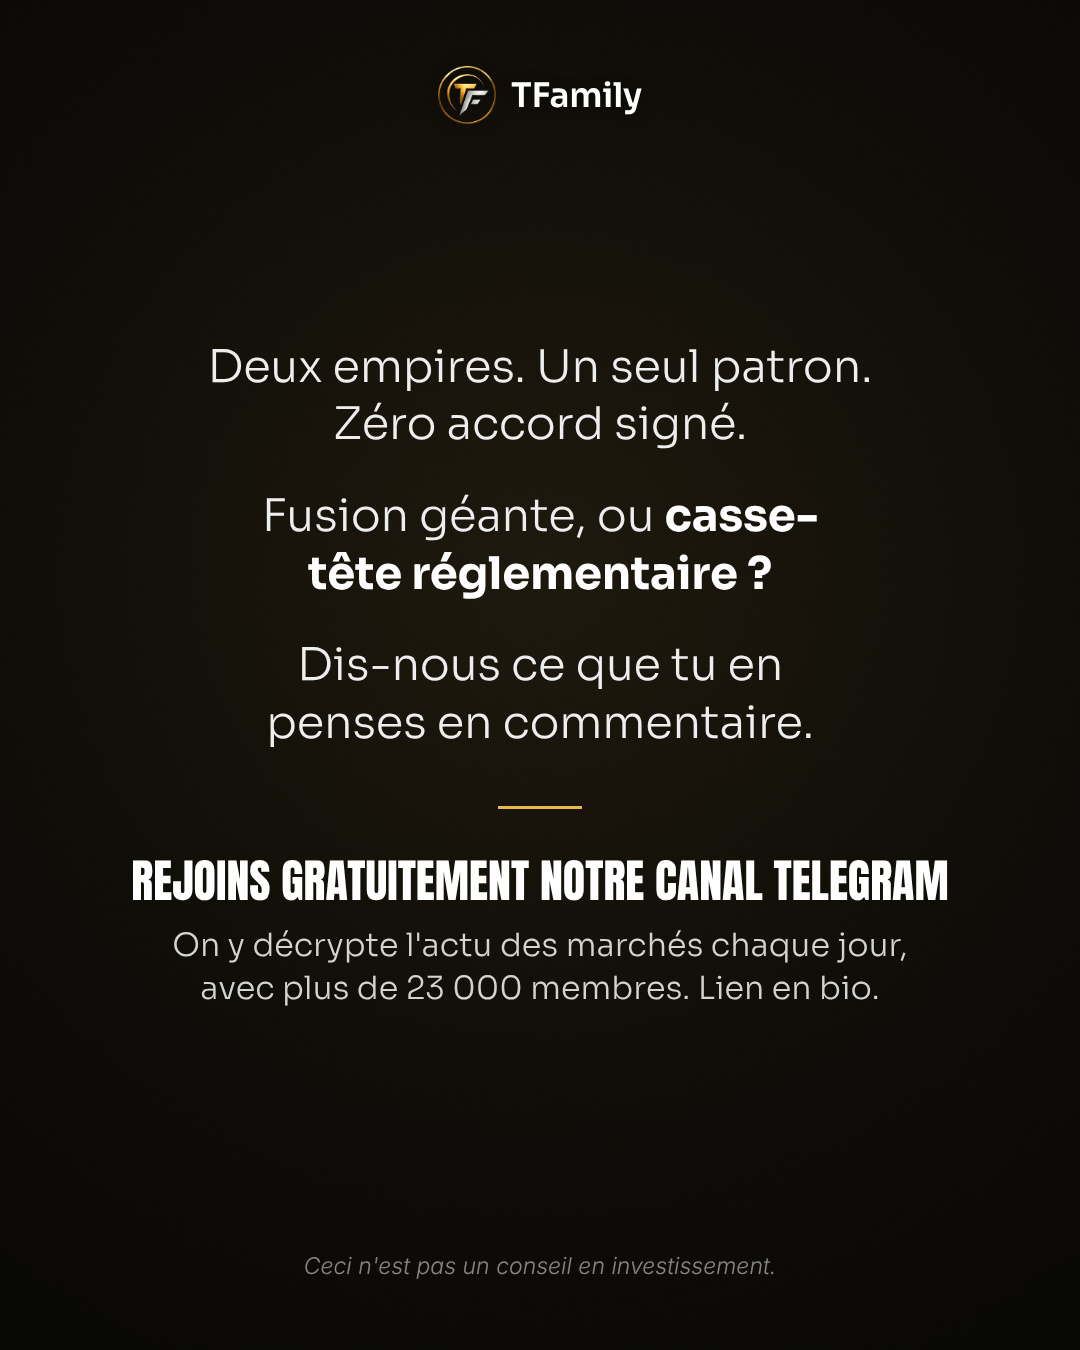 TF TFamily
Deux empires. Un seul patron.
Zéro accord signé.
Fusion géante, ou casse-
tête réglementaire ?
Dis-nous ce que tu en
penses en commentaire.
REJOINS GRATUITEMENT NOTRE CANAL TELEGRAM
On y décrypte l'actu des marchés chaque jour,
avec plus de 23 000 membres. Lien en bio.
Ceci n'est pas un conseil en investissement.